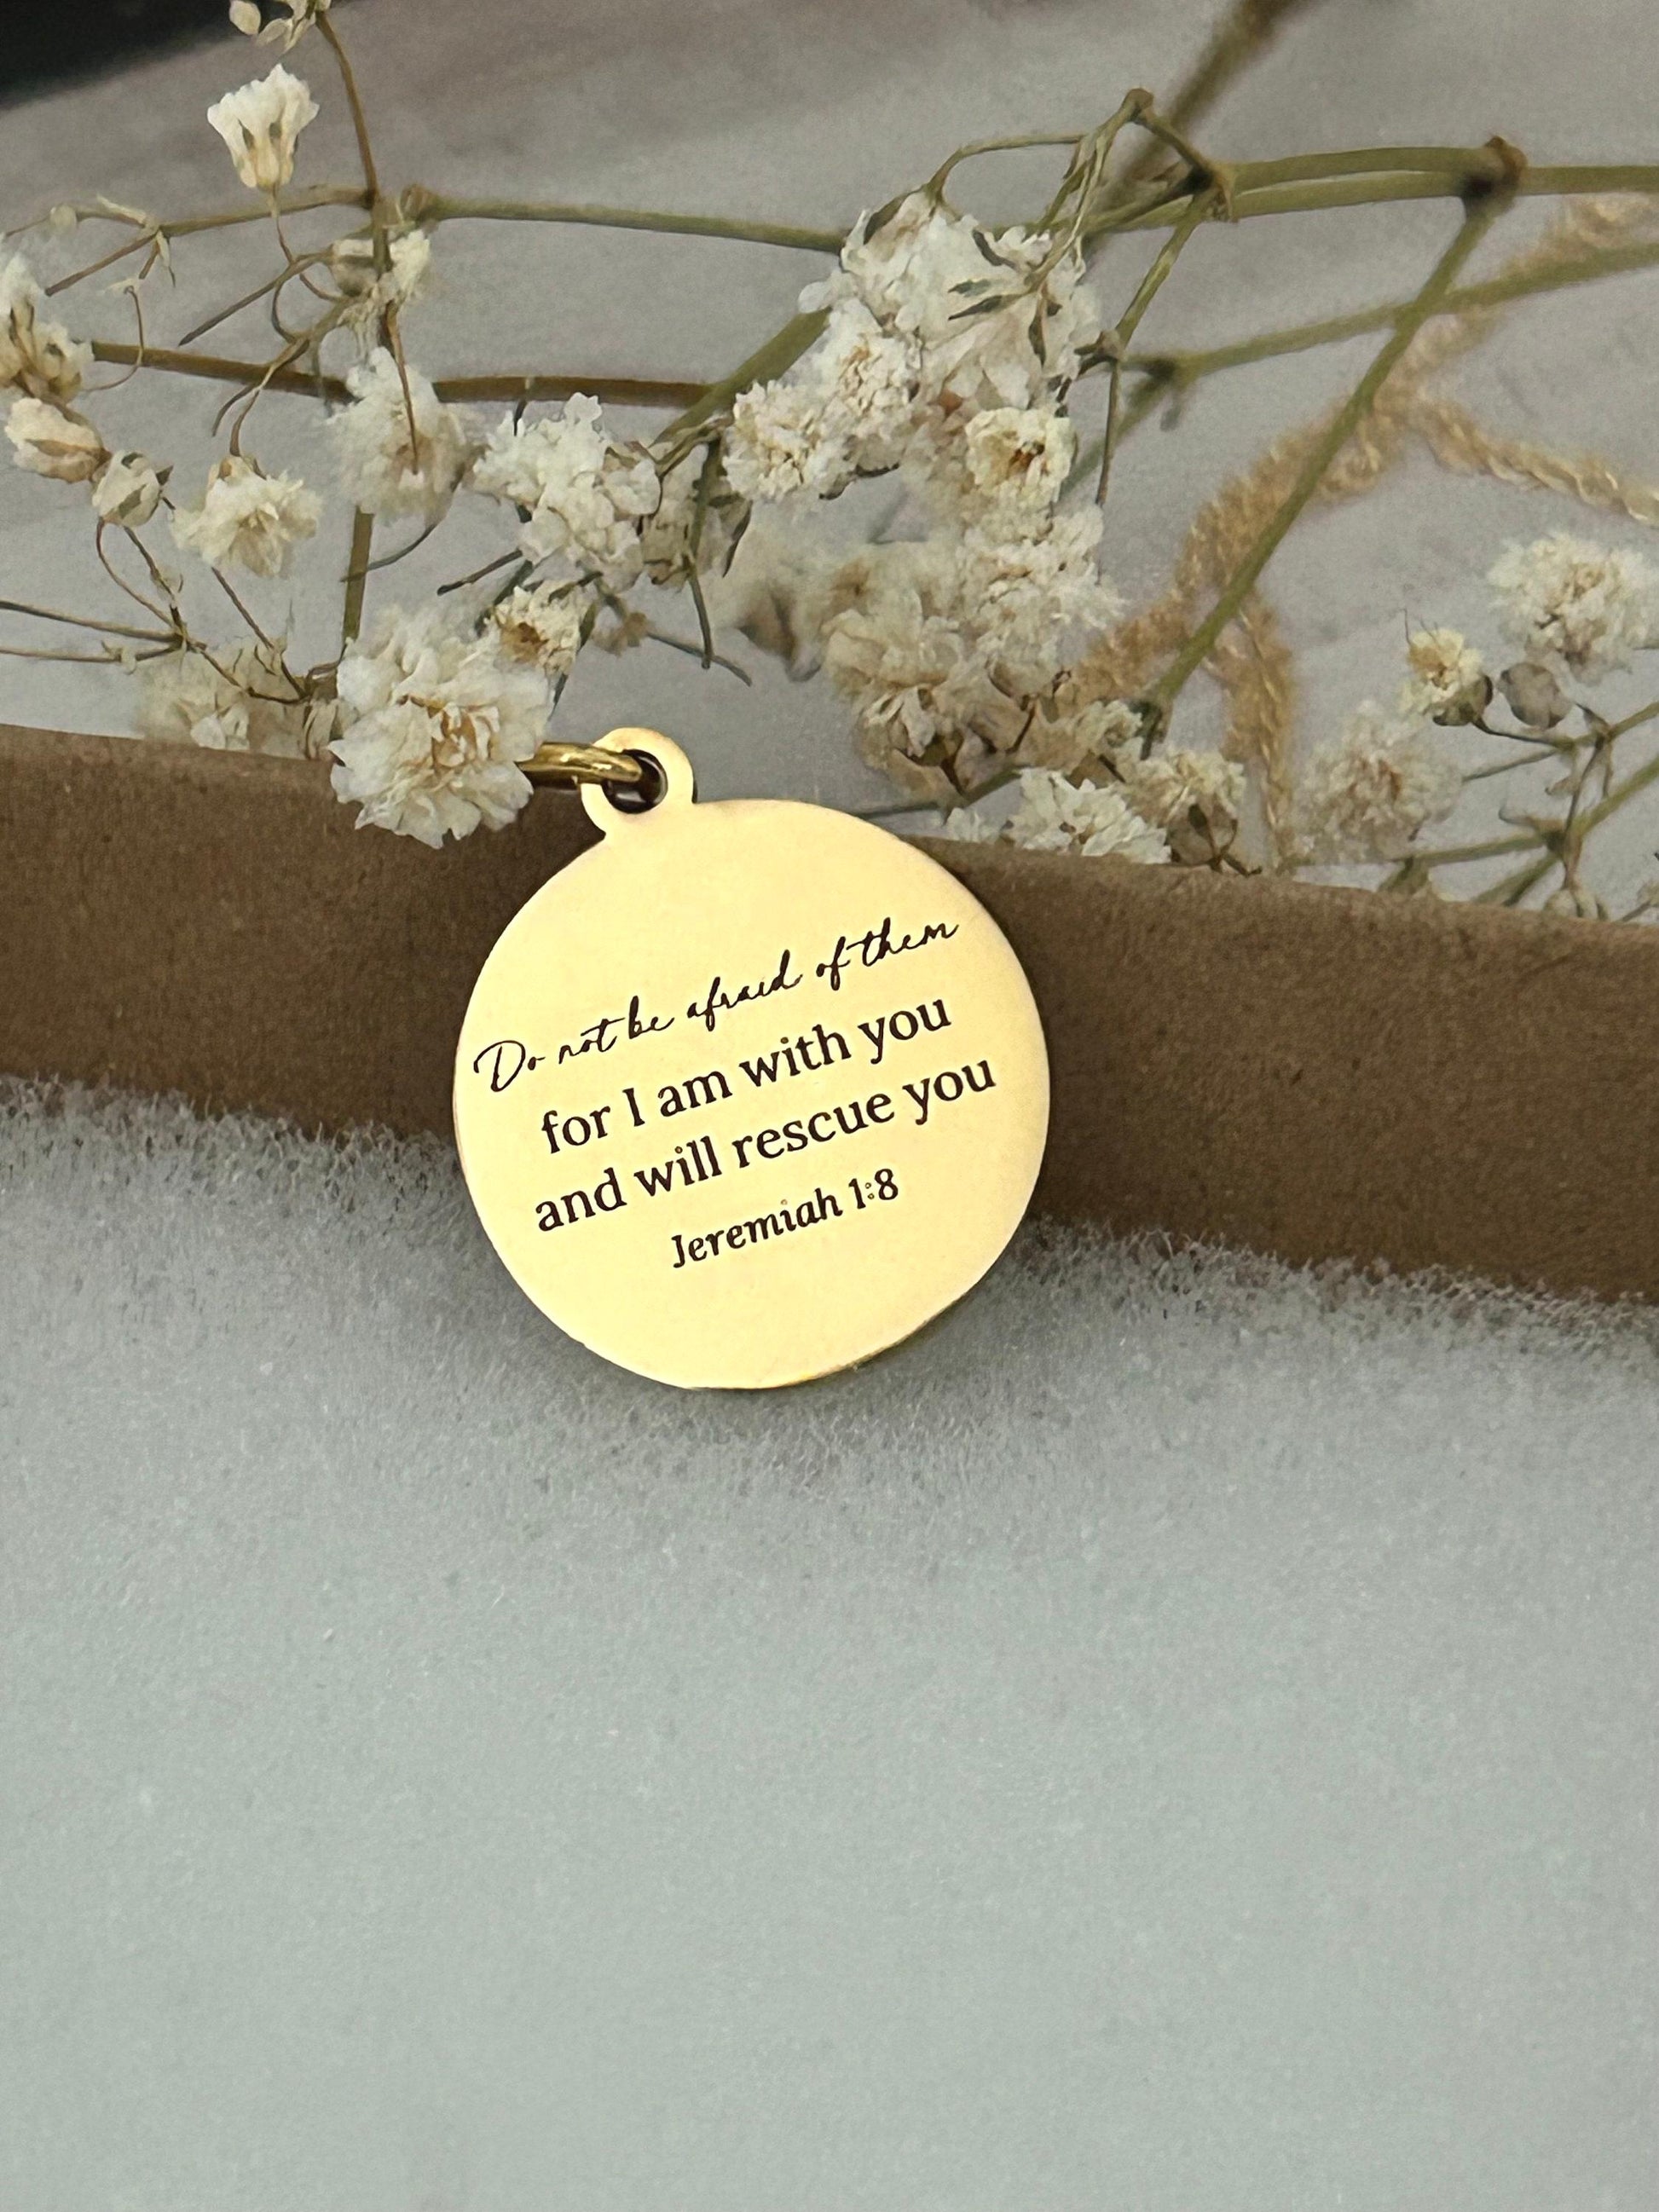 Do not be afraid of them
for I am with you
and will rescue you
Jeremiah 1:8